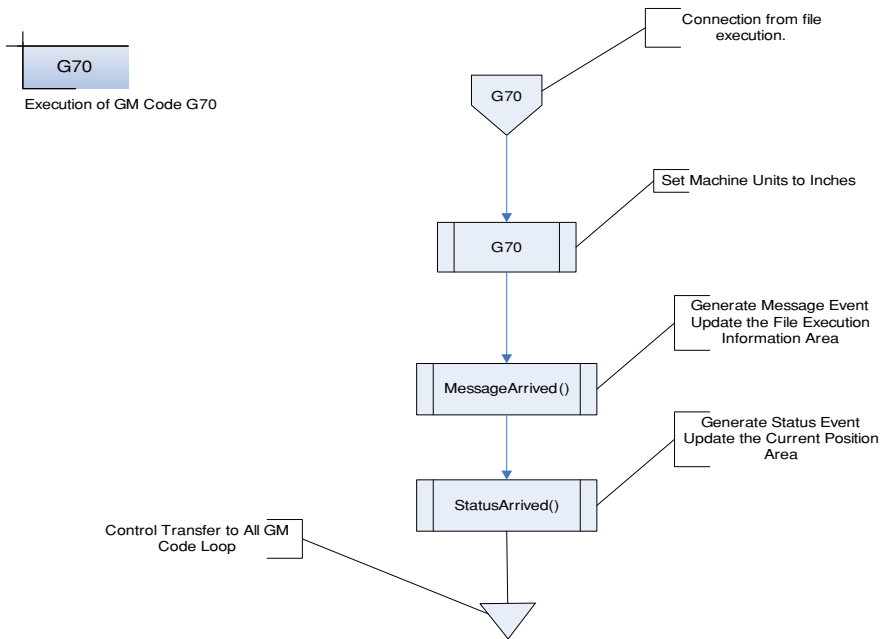 G70
Execution of GM Code G70
Connection from file
execution.
G70
Set Machine Units to Inches
G70
Generate Message Event
Update the File Execution
Information Area
MessageArrived()
Generate Status Event
Update the Current Position
Area
StatusArrived()
Control Transfer to All GM
Code Loop